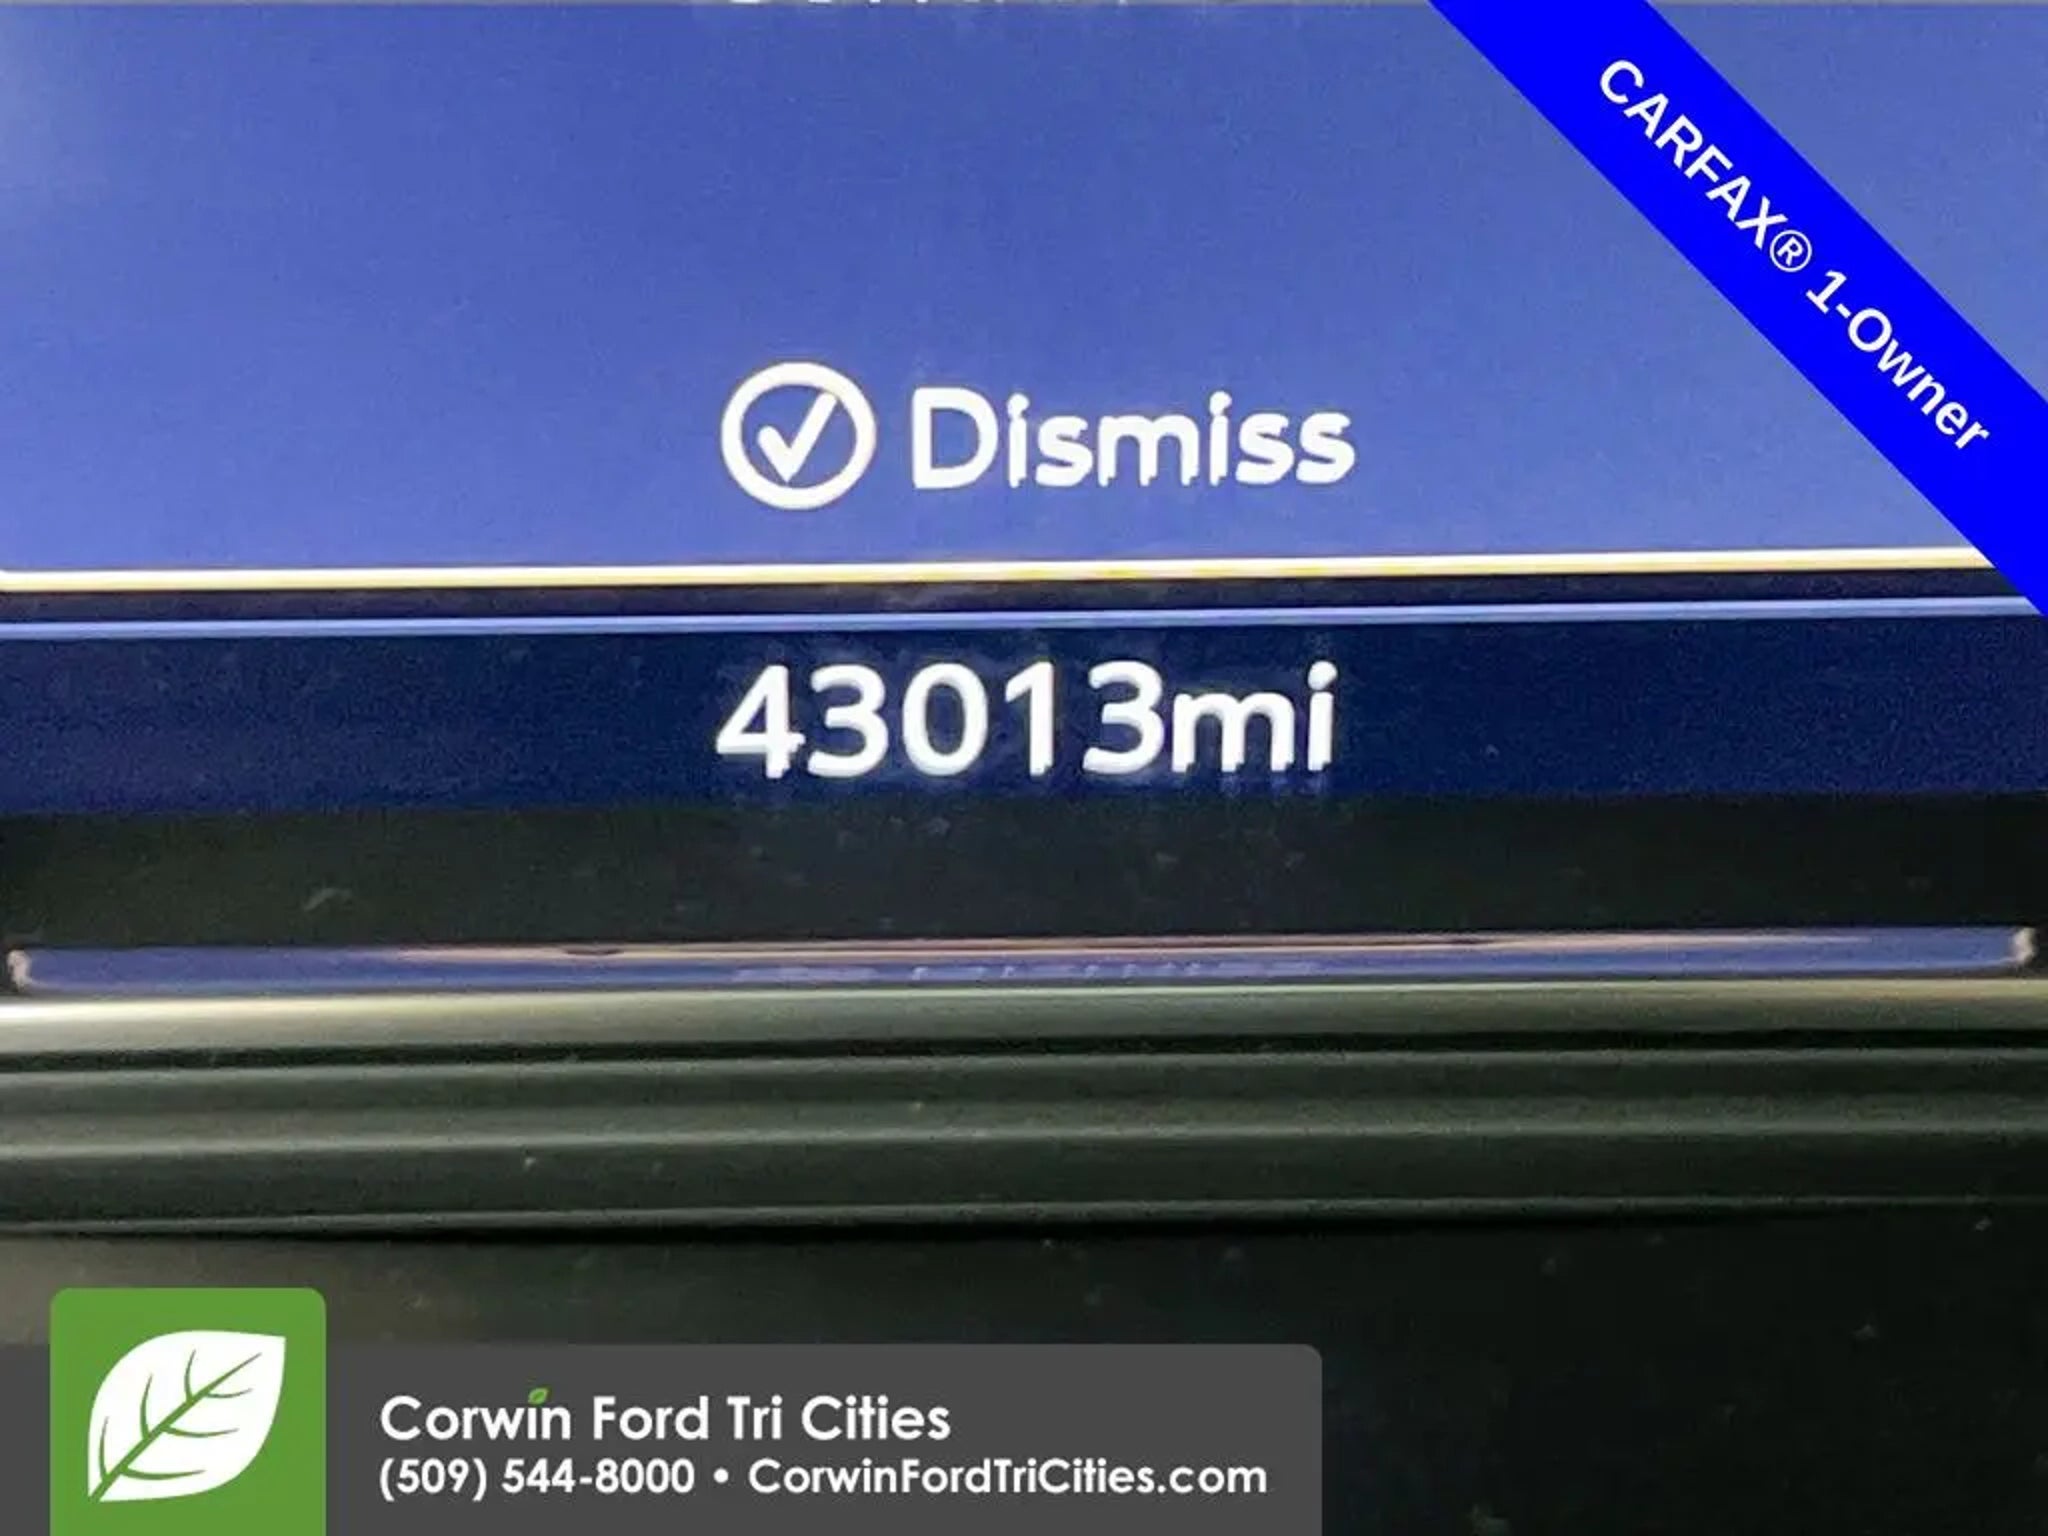 CARFAX® 1-Owner
Dismiss
43013mi
Corwin Ford Tri Cities
(509) 544-8000 • CorwinFordTriCities.com